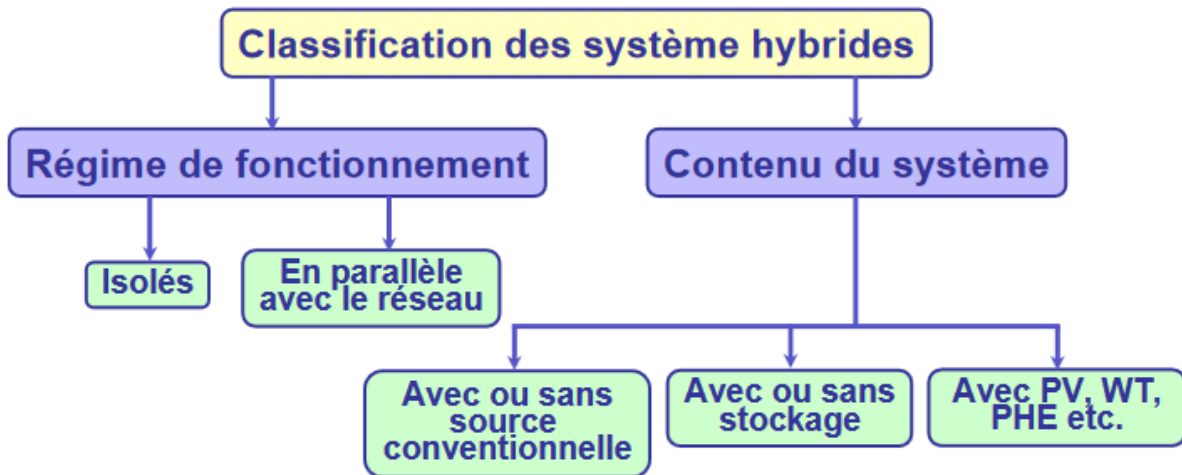 Classification des système hybrides
Régime de fonctionnement
Contenu du système
Isolés
En parallèle
avec le réseau
Avec ou sans
source
conventionnelle
Avec ou sans
stockage
Avec PV, WT,
PHE etc.